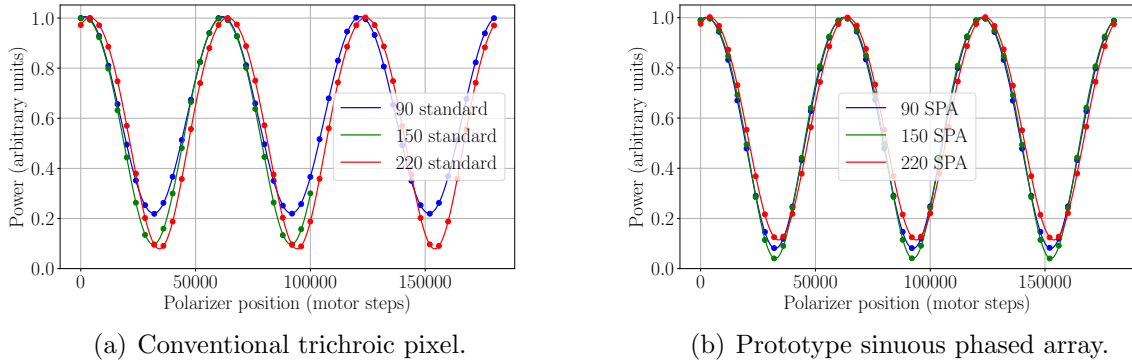 Power (arbitrary units)
1.0
0.8
0.6
0.4
0.2
0.0
90 standard
150 standard
220 standard
0
50000
100000
150000
Polarizer position (motor steps)
(a) Conventional trichroic pixel.
Power (arbitrary units)
1.0
0.8
0.6
0.4
0.2
0.0
90 SPA
150 SPA
220 SPA
0
50000
100000
150000
Polarizer position (motor steps)
(b) Prototype sinuous phased array.